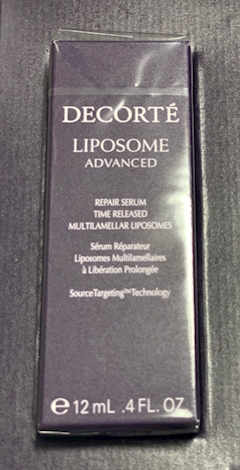 DECORTÉ
LIPOSOME
ADVANCED
REPAIR SERUM
TIME RELEASED
MULTILAMELLAR LIPOSOMES
Sérum Réparateur
Liposomes Multilamellaires
à Libération Prolongée
SourceTargeting™Technology
℮ 12 mL .4 FL. OZ.